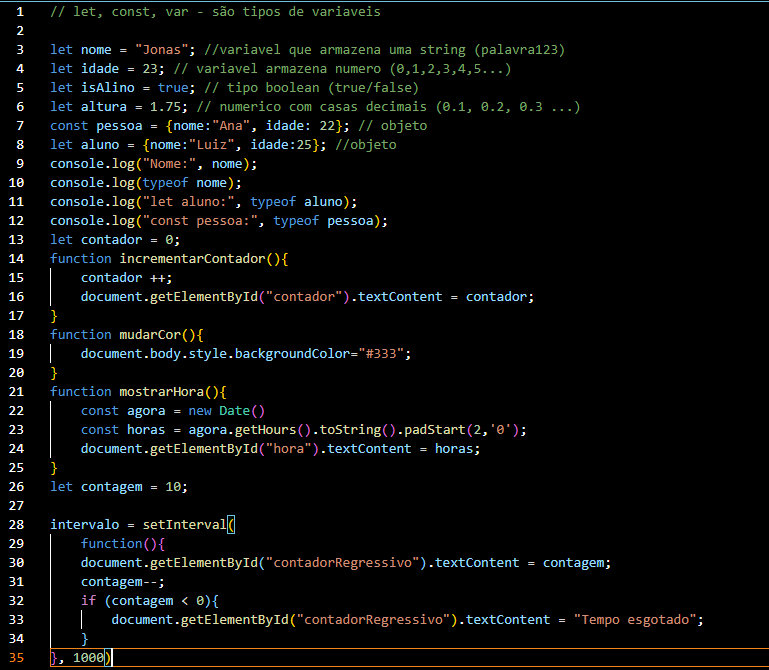 1 // let, const, var - são tipos de variaveis
2
3 let nome = "Jonas"; //variavel que armazena uma string (palavra123)
4 let idade = 23; // variavel armazena numero (0,1,2,3,4,5...)
5 let isAlino = true; // tipo boolean (true/false)
6 let altura = 1.75; // numerico com casas decimais (0.1, 0.2, 0.3 ...)
7 const pessoa = {nome:"Ana", idade: 22}; // objeto
8 let aluno = {nome:"Luiz", idade:25}; //objeto
9 console.log("Nome:", nome);
10 console.log(typeof nome);
11 console.log("let aluno:", typeof aluno);
12 console.log("const pessoa:", typeof pessoa);
13 let contador = 0;
14 function incrementarContador(){
15     contador ++;
16     document.getElementById("contador").textContent = contador;
17 }
18 function mudarCor(){
19     document.body.style.backgroundColor="#333";
20 }
21 function mostrarHora(){
22     const agora = new Date()
23     const horas = agora.getHours().toString().padStart(2,'0');
24     document.getElementById("hora").textContent = horas;
25 }
26 let contagem = 10;
27
28 intervalo = setInterval(
29     function(){
30     document.getElementById("contadorRegressivo").textContent = contagem;
31     contagem--;
32     if (contagem < 0){
33         document.getElementById("contadorRegressivo").textContent = "Tempo esgotado";
34     }
35 }, 1000)